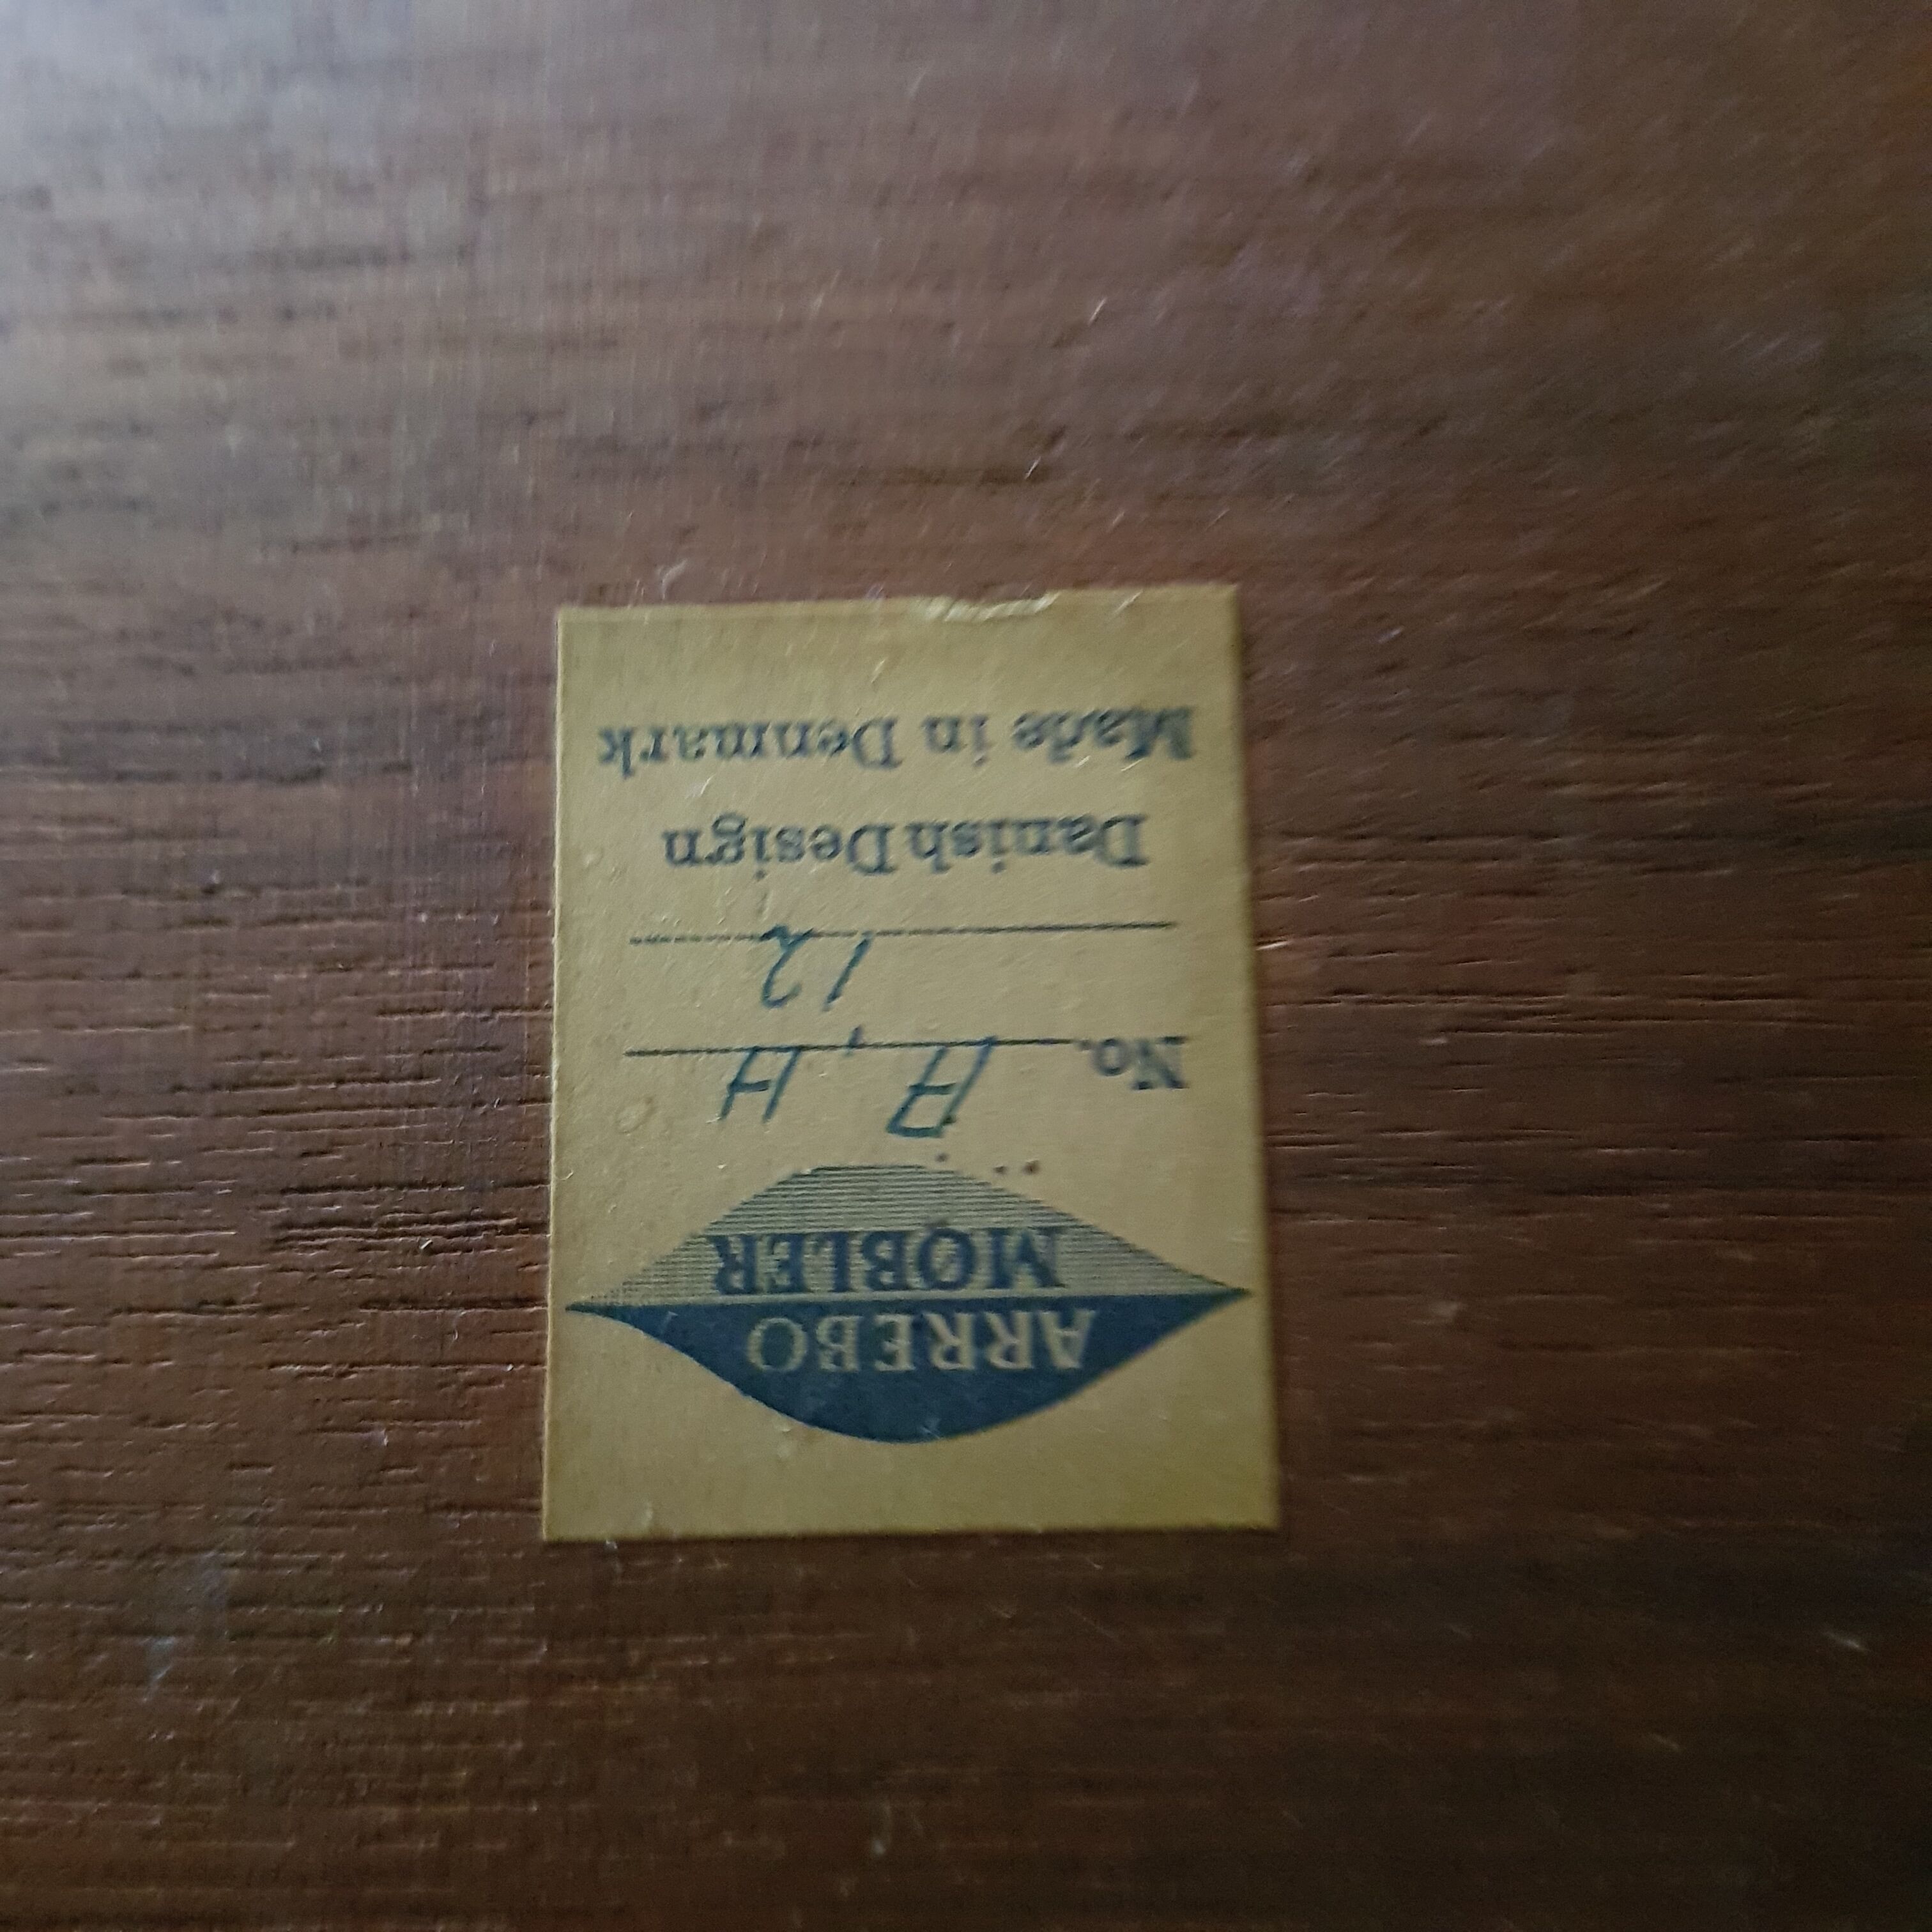 ARREBO
MØBLER
No. A, H
12
Danish Design
Made in Denmark